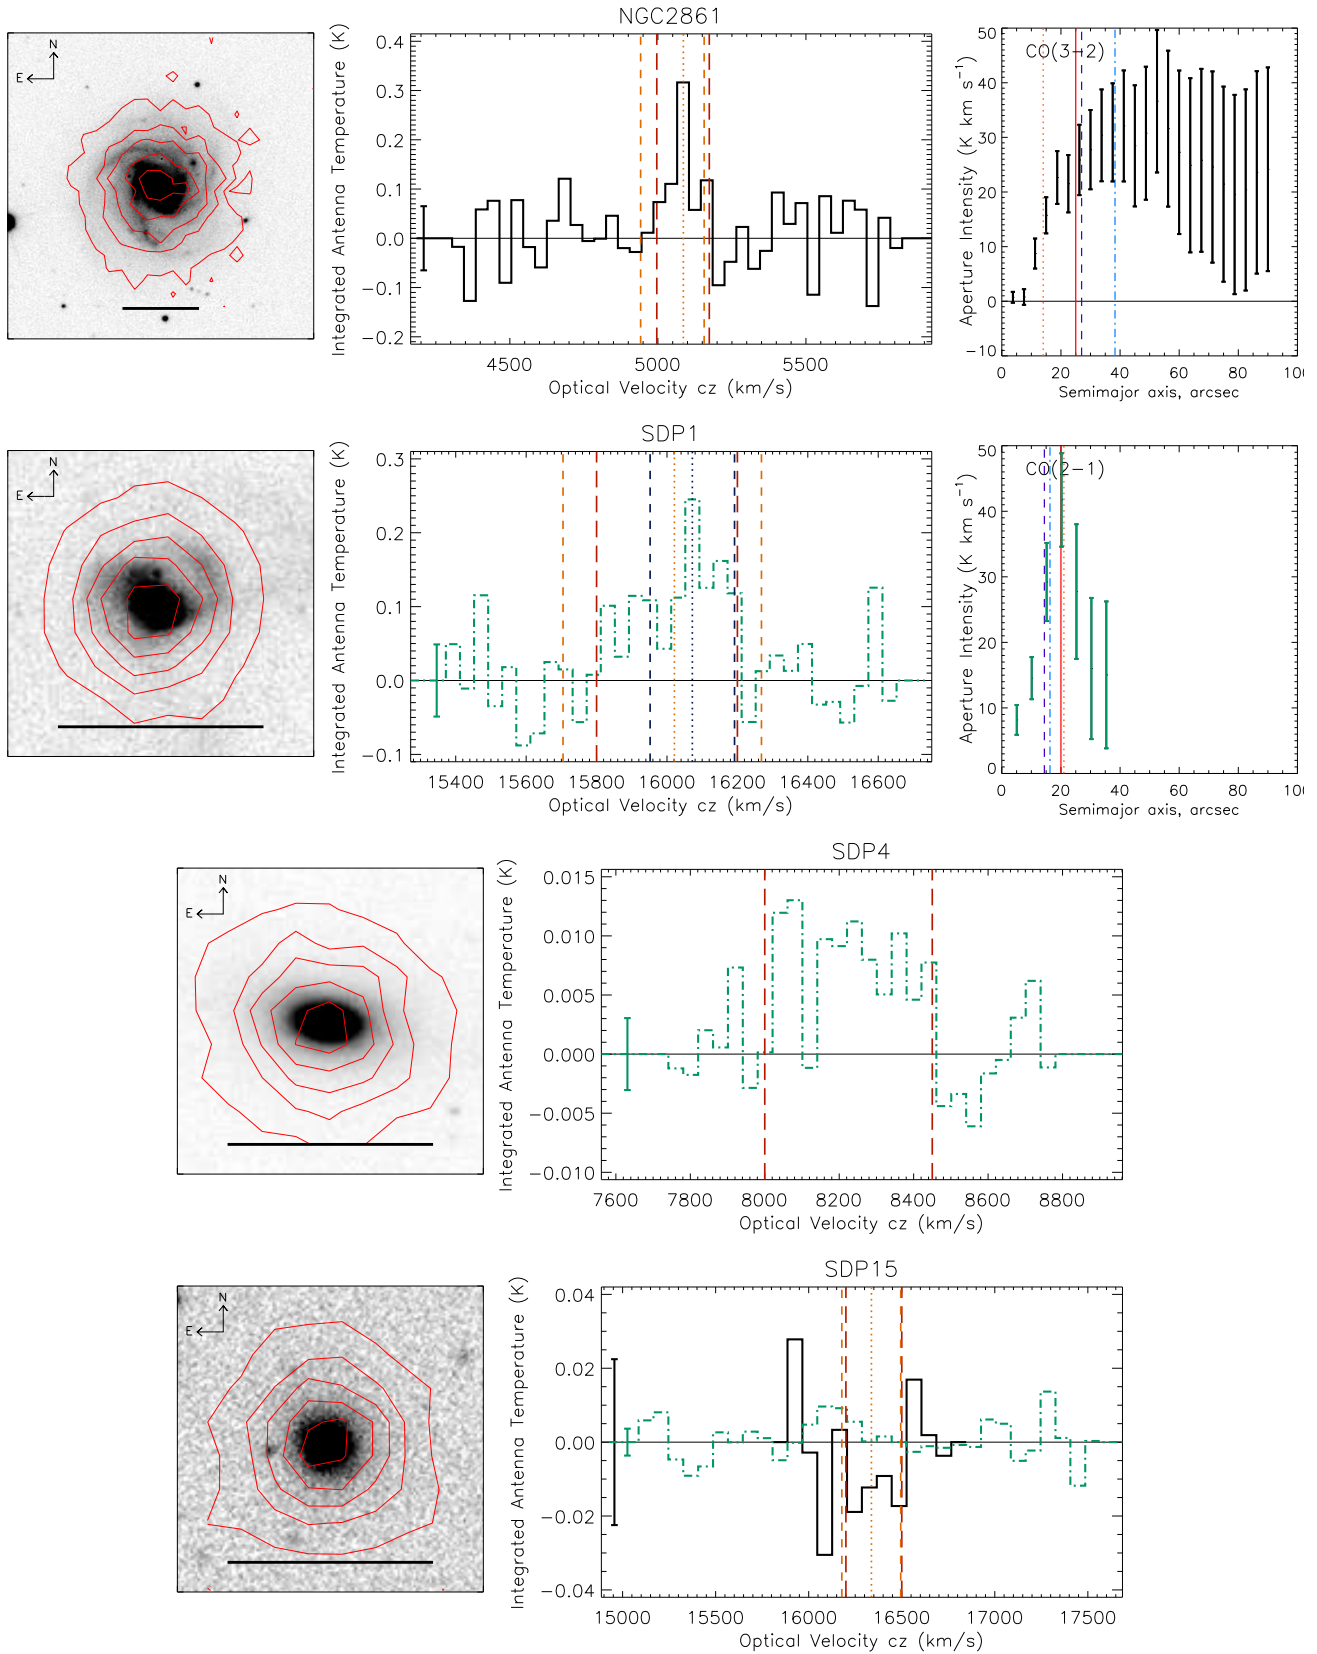 NGC2861
N
E
Integrated Antenna Temperature (K)
0.4
0.3
0.2
0.1
0.0
−0.1
−0.2
4500 5000 5500
Optical Velocity cz (km/s)
CO(3−2)
Aperture Intensity (K km s⁻¹)
50
40
30
20
10
0
−10
0 20 40 60 80 100
Semimajor axis, arcsec
SDP1
N
E
Integrated Antenna Temperature (K)
0.3
0.2
0.1
0.0
−0.1
15400 15600 15800 16000 16200 16400 16600
Optical Velocity cz (km/s)
CO(2−1)
Aperture Intensity (K km s⁻¹)
50
40
30
20
10
0
0 20 40 60 80 10
Semimajor axis, arcsec
SDP4
N
E
Integrated Antenna Temperature (K)
0.015
0.010
0.005
0.000
−0.005
−0.010
7600 7800 8000 8200 8400 8600 8800
Optical Velocity cz (km/s)
SDP15
N
E
Integrated Antenna Temperature (K)
0.04
0.02
0.00
−0.02
−0.04
15000 15500 16000 16500 17000 17500
Optical Velocity cz (km/s)